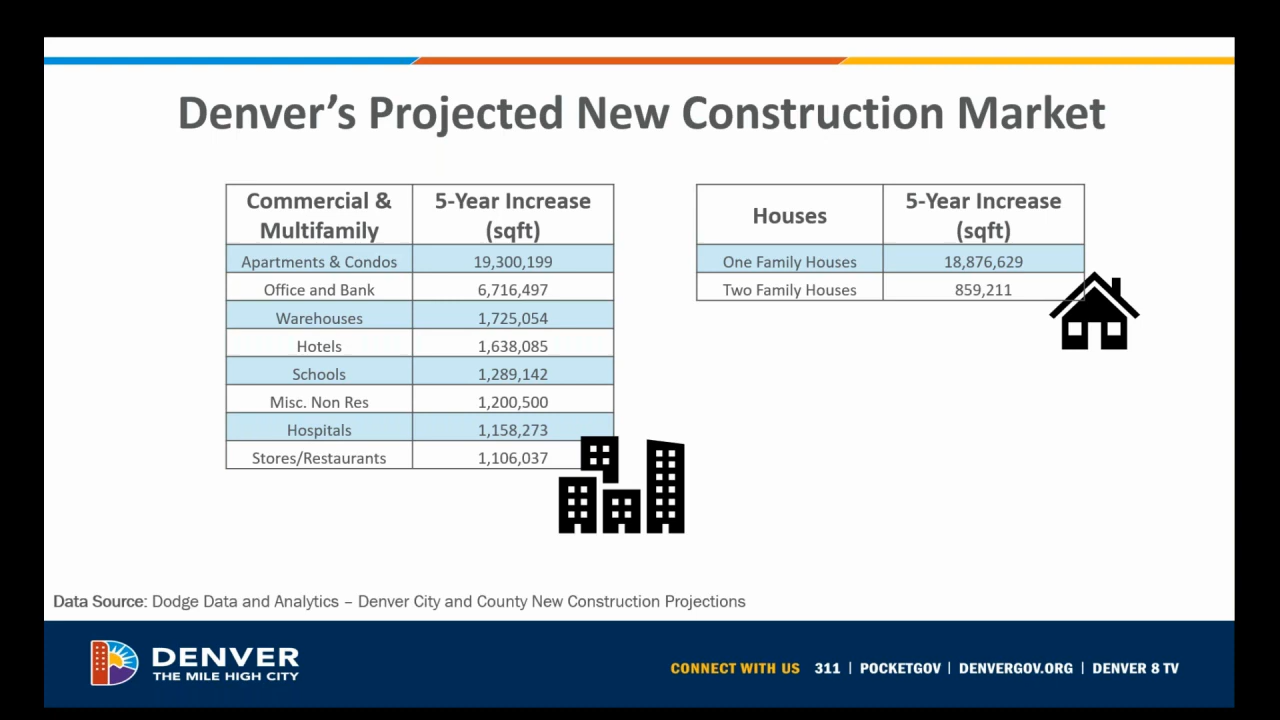 Denver’s Projected New Construction Market
Commercial &
Multifamily
5-Year Increase
(sqft)
Apartments & Condos 19,300,199
Office and Bank 6,716,497
Warehouses 1,725,054
Hotels 1,638,085
Schools 1,289,142
Misc. Non Res 1,200,500
Hospitals 1,158,273
Stores/Restaurants 1,106,037
Houses
5-Year Increase
(sqft)
One Family Houses 18,876,629
Two Family Houses 859,211
Data Source: Dodge Data and Analytics – Denver City and County New Construction Projections
DENVER
THE MILE HIGH CITY
CONNECT WITH US 311 | POCKETGOV | DENVERGOV.ORG | DENVER 8 TV